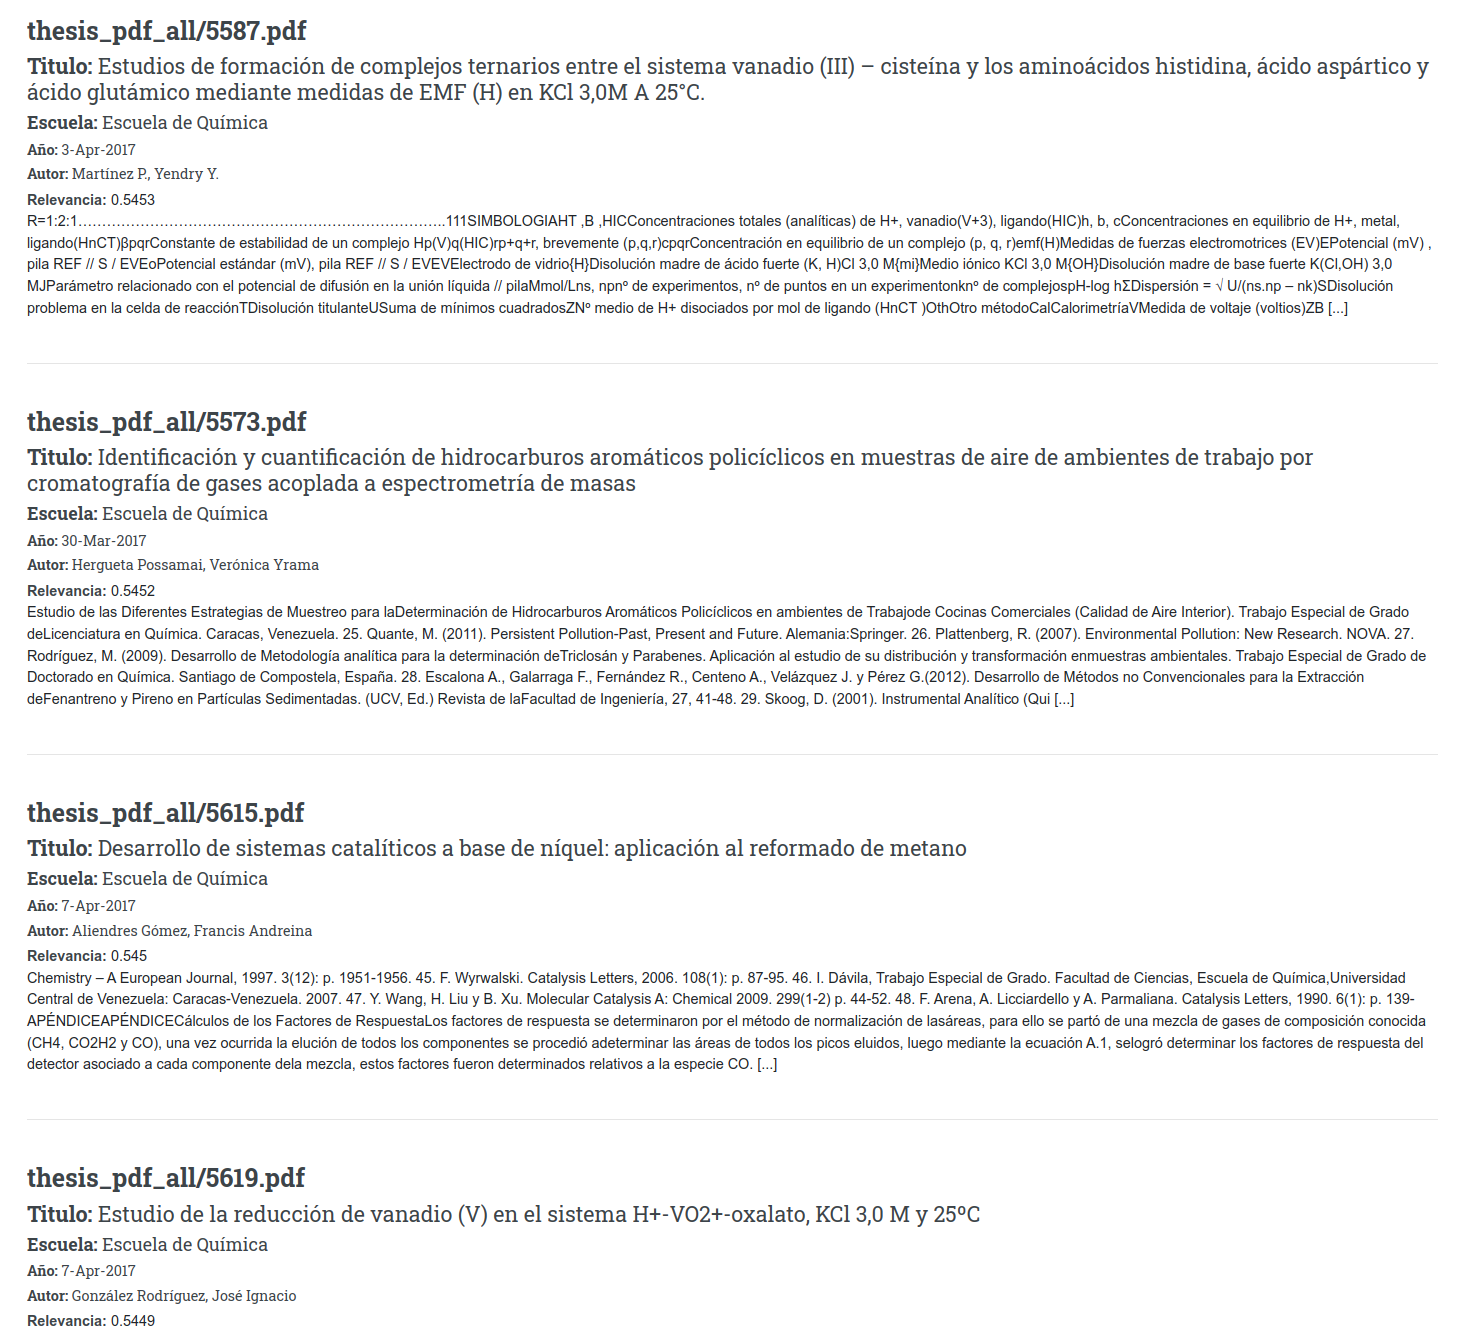 thesis_pdf_all/5587.pdf
Titulo: Estudios de formación de complejos ternarios entre el sistema vanadio (III) – cisteína y los aminoácidos histidina, ácido aspártico y
ácido glutámico mediante medidas de EMF (H) en KCl 3,0M A 25°C.
Escuela: Escuela de Química
Año: 3-Apr-2017
Autor: Martínez P., Yendry Y.
Relevancia: 0.5453
R=1:2:1…………………………………………………………………..111SIMBOLOGIAHT ,B ,HICConcentraciones totales (analíticas) de H+, vanadio(V+3), ligando(HIC)h, b, cConcentraciones en equilibrio de H+, metal,
ligando(HnCT)βpqrConstante de estabilidad de un complejo Hp(V)q(HIC)rp+q+r, brevemente (p,q,r)cpqrConcentración en equilibrio de un complejo (p, q, r)emf(H)Medidas de fuerzas electromotrices (EV)EPotencial (mV) ,
pila REF // S / EVEoPotencial estándar (mV), pila REF // S / EVEVElectrodo de vidrio{H}Disolución madre de ácido fuerte (K, H)Cl 3,0 M{mi}Medio iónico KCl 3,0 M{OH}Disolución madre de base fuerte K(Cl,OH) 3,0
MJParámetro relacionado con el potencial de difusión en la unión líquida // pilaMmol/Lns, npnº de experimentos, nº de puntos en un experimentonknº de complejospH-log hΣDispersión = √ U/(ns.np – nk)SDisolución
problema en la celda de reacciónTDisolución titulanteUSuma de mínimos cuadradosZNº medio de H+ disociados por mol de ligando (HnCT )OthOtro métodoCalCalorimetríaVMedida de voltaje (voltios)ZB [...]
thesis_pdf_all/5573.pdf
Titulo: Identificación y cuantificación de hidrocarburos aromáticos policíclicos en muestras de aire de ambientes de trabajo por
cromatografía de gases acoplada a espectrometría de masas
Escuela: Escuela de Química
Año: 30-Mar-2017
Autor: Hergueta Possamai, Verónica Yrama
Relevancia: 0.5452
Estudio de las Diferentes Estrategias de Muestreo para laDeterminación de Hidrocarburos Aromáticos Policíclicos en ambientes de Trabajode Cocinas Comerciales (Calidad de Aire Interior). Trabajo Especial de Grado
deLicenciatura en Química. Caracas, Venezuela. 25. Quante, M. (2011). Persistent Pollution-Past, Present and Future. Alemania:Springer. 26. Plattenberg, R. (2007). Environmental Pollution: New Research. NOVA. 27.
Rodríguez, M. (2009). Desarrollo de Metodología analítica para la determinación deTriclosán y Parabenes. Aplicación al estudio de su distribución y transformación enmuestras ambientales. Trabajo Especial de Grado de
Doctorado en Química. Santiago de Compostela, España. 28. Escalona A., Galarraga F., Fernández R., Centeno A., Velázquez J. y Pérez G.(2012). Desarrollo de Métodos no Convencionales para la Extracción
deFenantreno y Pireno en Partículas Sedimentadas. (UCV, Ed.) Revista de laFacultad de Ingeniería, 27, 41-48. 29. Skoog, D. (2001). Instrumental Analítico (Qui [...]
thesis_pdf_all/5615.pdf
Titulo: Desarrollo de sistemas catalíticos a base de níquel: aplicación al reformado de metano
Escuela: Escuela de Química
Año: 7-Apr-2017
Autor: Aliendres Gómez, Francis Andreina
Relevancia: 0.545
Chemistry – A European Journal, 1997. 3(12): p. 1951-1956. 45. F. Wyrwalski. Catalysis Letters, 2006. 108(1): p. 87-95. 46. I. Dávila, Trabajo Especial de Grado. Facultad de Ciencias, Escuela de Química,Universidad
Central de Venezuela: Caracas-Venezuela. 2007. 47. Y. Wang, H. Liu y B. Xu. Molecular Catalysis A: Chemical 2009. 299(1-2) p. 44-52. 48. F. Arena, A. Licciardello y A. Parmaliana. Catalysis Letters, 1990. 6(1): p. 139-
APÉNDICEAPÉNDICECálculos de los Factores de RespuestaLos factores de respuesta se determinaron por el método de normalización de lasáreas, para ello se partó de una mezcla de gases de composición conocida
(CH4, CO2H2 y CO), una vez ocurrida la elución de todos los componentes se procedió adeterminar las áreas de todos los picos eluidos, luego mediante la ecuación A.1, selogró determinar los factores de respuesta del
detector asociado a cada componente dela mezcla, estos factores fueron determinados relativos a la especie CO. [...]
thesis_pdf_all/5619.pdf
Titulo: Estudio de la reducción de vanadio (V) en el sistema H+-VO2+-oxalato, KCl 3,0 M y 25ºC
Escuela: Escuela de Química
Año: 7-Apr-2017
Autor: González Rodríguez, José Ignacio
Relevancia: 0.5449